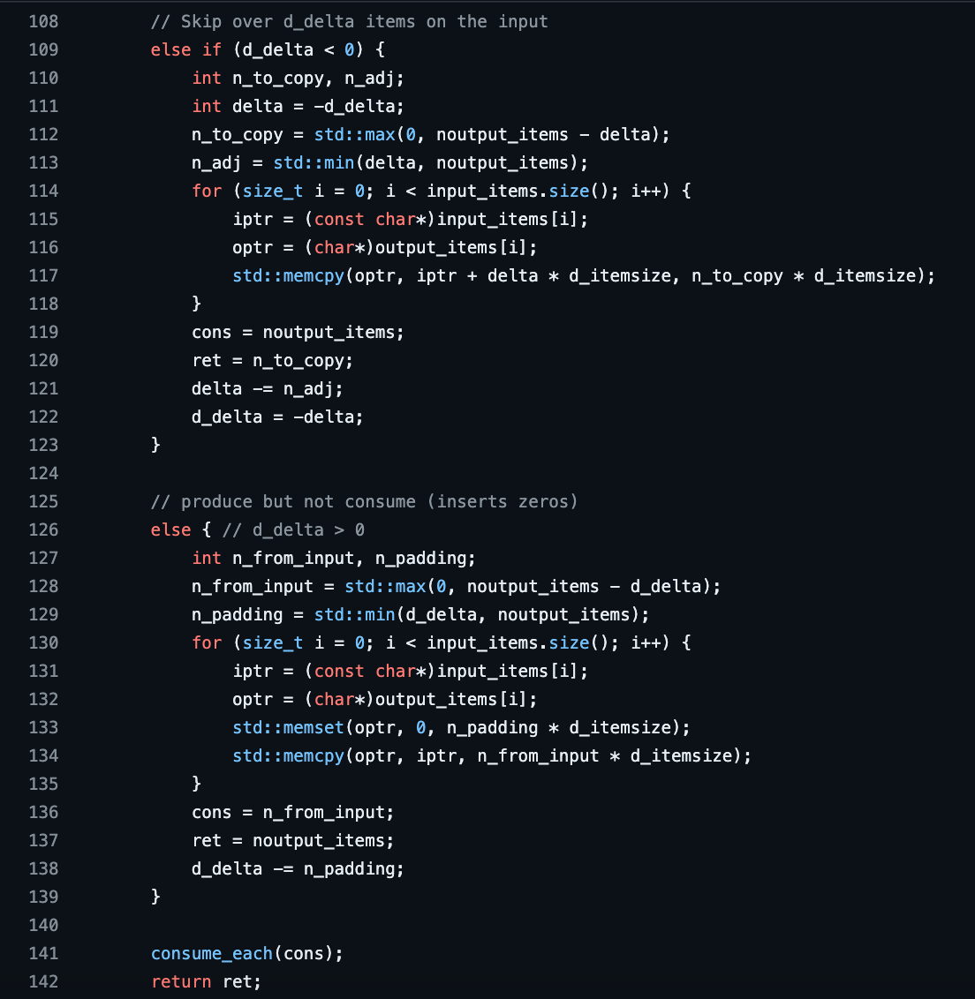 108 // Skip over d_delta items on the input
109 else if (d_delta < 0) {
110 int n_to_copy, n_adj;
111 int delta = -d_delta;
112 n_to_copy = std::max(0, noutput_items - delta);
113 n_adj = std::min(delta, noutput_items);
114 for (size_t i = 0; i < input_items.size(); i++) {
115 iptr = (const char*)input_items[i];
116 optr = (char*)output_items[i];
117 std::memcpy(optr, iptr + delta * d_itemsize, n_to_copy * d_itemsize);
118 }
119 cons = noutput_items;
120 ret = n_to_copy;
121 delta -= n_adj;
122 d_delta = -delta;
123 }
124
125 // produce but not consume (inserts zeros)
126 else { // d_delta > 0
127 int n_from_input, n_padding;
128 n_from_input = std::max(0, noutput_items - d_delta);
129 n_padding = std::min(d_delta, noutput_items);
130 for (size_t i = 0; i < input_items.size(); i++) {
131 iptr = (const char*)input_items[i];
132 optr = (char*)output_items[i];
133 std::memset(optr, 0, n_padding * d_itemsize);
134 std::memcpy(optr, iptr, n_from_input * d_itemsize);
135 }
136 cons = n_from_input;
137 ret = noutput_items;
138 d_delta -= n_padding;
139 }
140
141 consume_each(cons);
142 return ret;